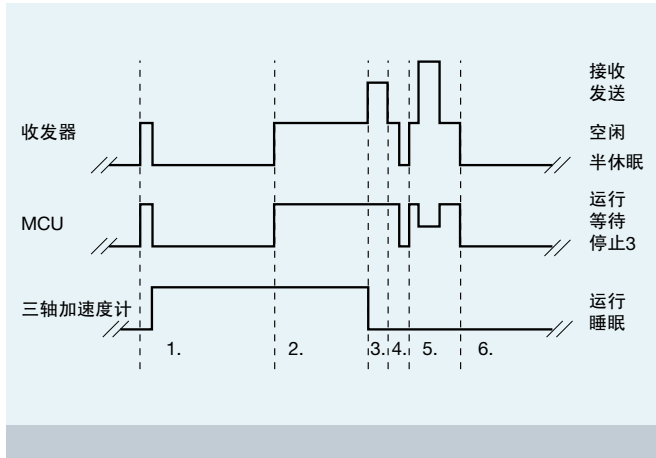 接收
发送
收发器
空闲
半休眠
运行
MCU
等待
停止3
三轴加速度计
运行
睡眠
1.
2.
3.
4.
5.
6.